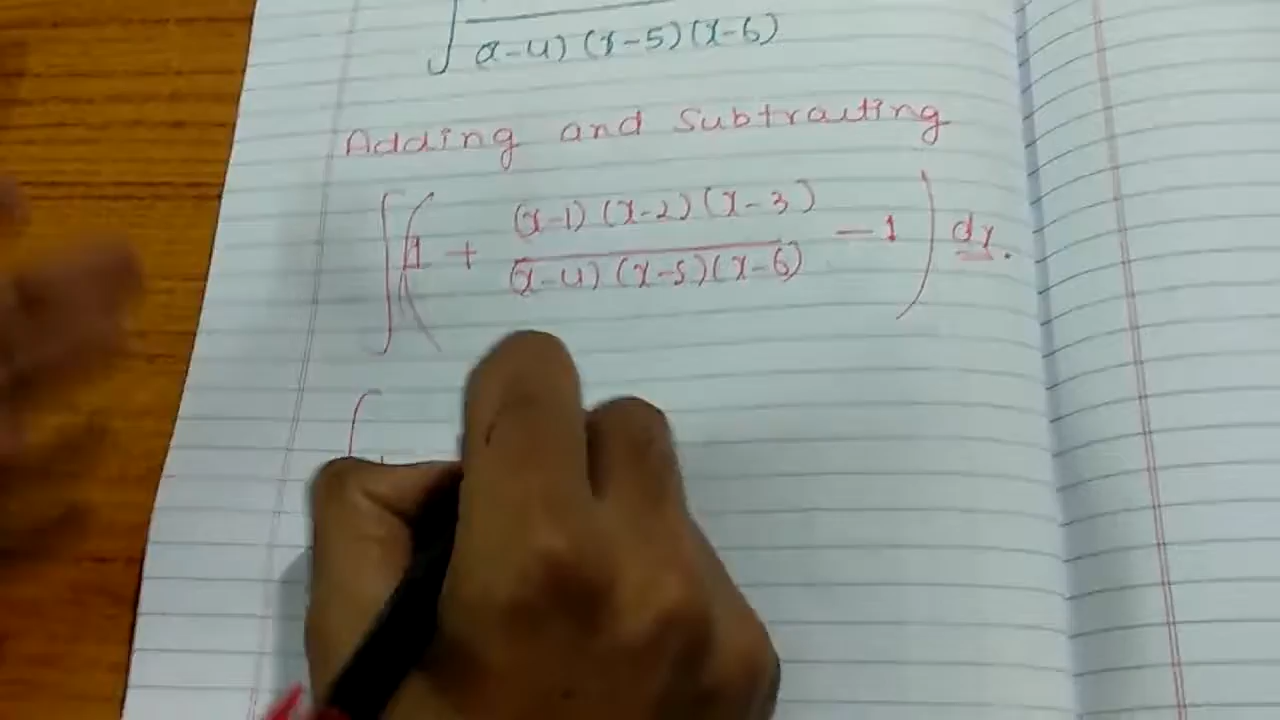 ∫ ———
(x-4) (x-5) (x-6)
Adding and Subtracting
∫ ( 1 + (x-1) (x-2) (x-3) / (x-4) (x-5) (x-6) - 1 ) dx.
∫